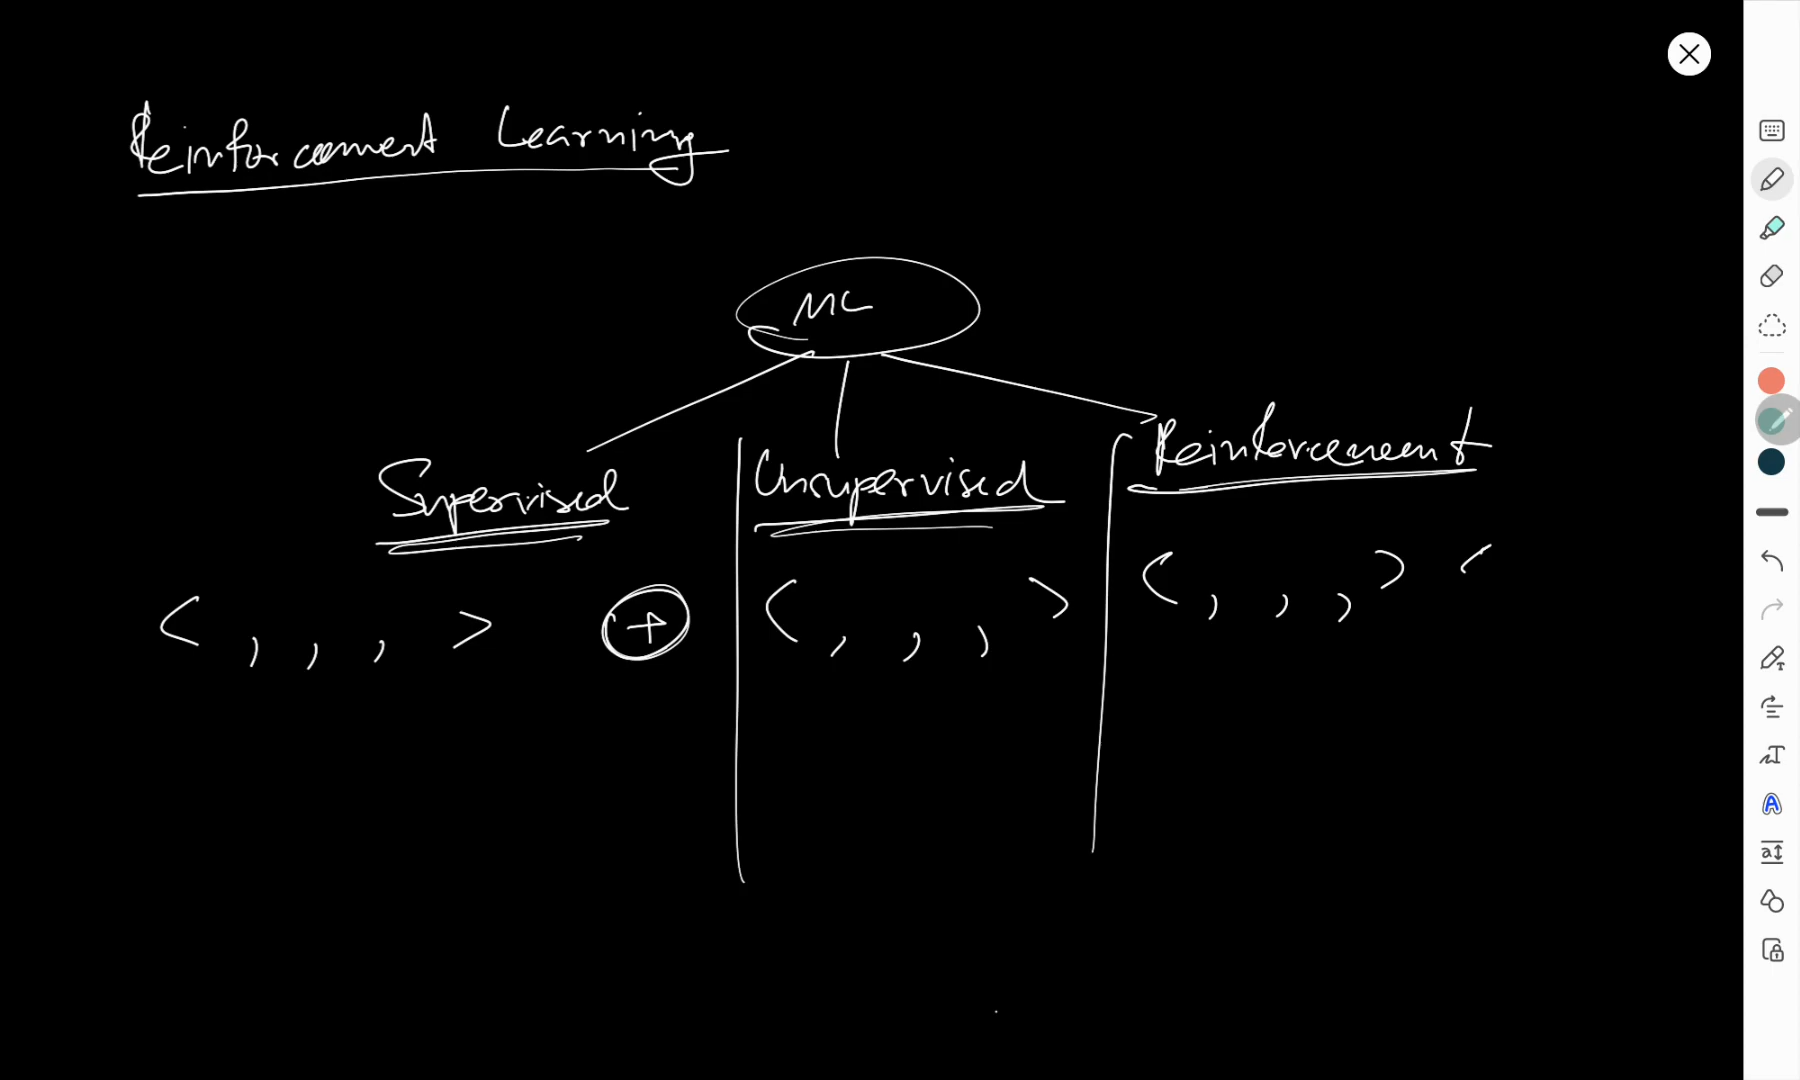 Reinforcement Learning
ML
Supervised
Unsupervised
Reinforcement
< , , , >
+
< , , , >
< , , , > <